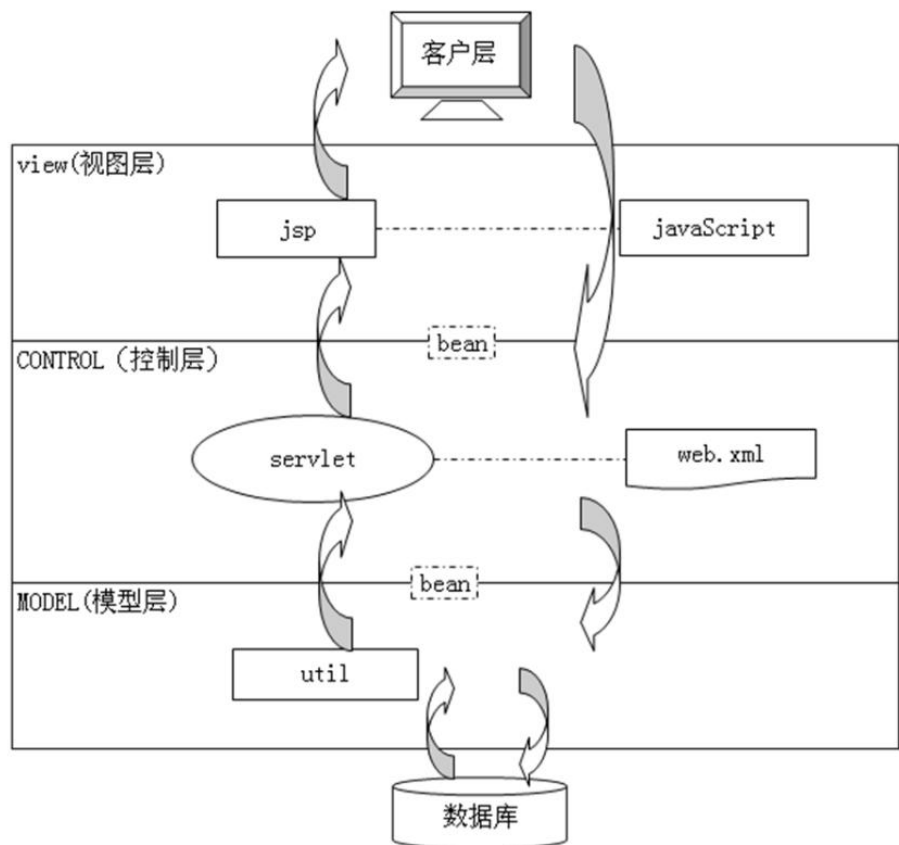 客户层
view(视图层)
jsp
javaScript
bean
CONTROL (控制层)
servlet
web.xml
bean
MODEL(模型层)
util
数据库